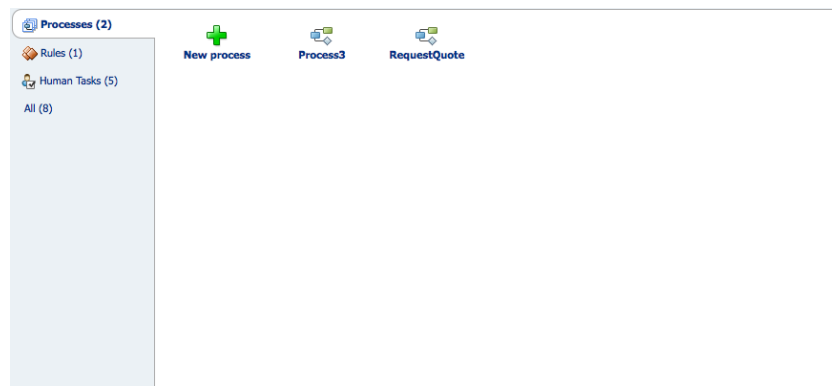 Processes (2)
Rules (1)
Human Tasks (5)
All (8)
New process
Process3
RequestQuote